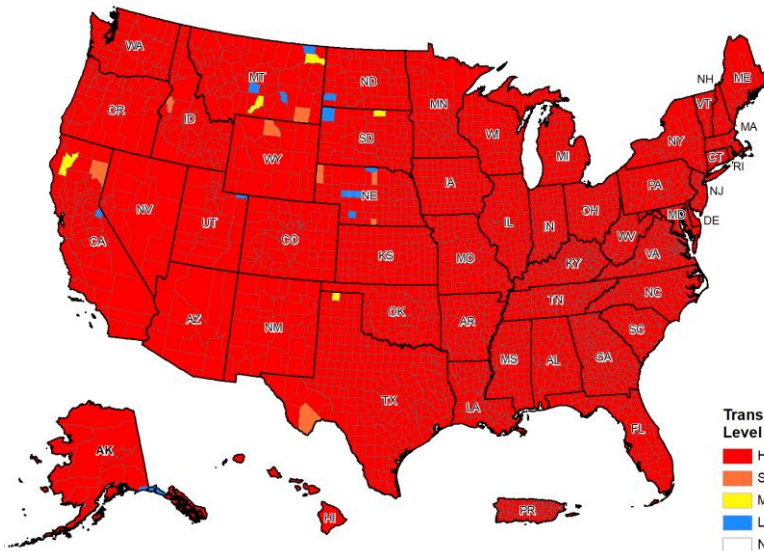 WA
MT
ND
MN
ME
NH
VT
OR
ID
SD
WI
MI
NY
MA
CT
RI
WY
IA
PA
NJ
NV
NE
OH
MD
DE
UT
IL
IN
WV
CA
CO
KS
MO
KY
VA
TN
NC
AZ
NM
OK
AR
SC
MS
AL
GA
TX
LA
FL
AK
HI
PR
Trans
Level
H
S
M
L
N